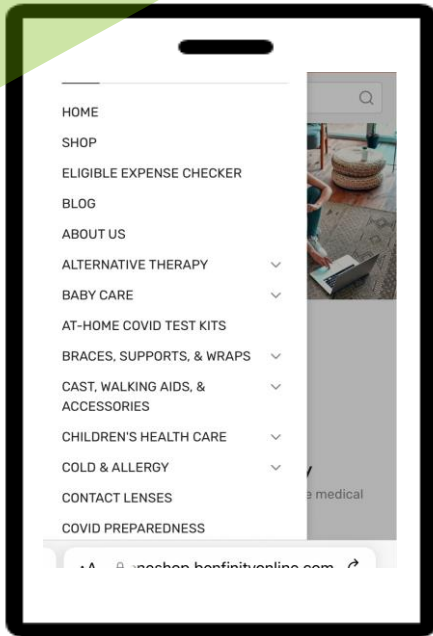 HOME
SHOP
ELIGIBLE EXPENSE CHECKER
BLOG
ABOUT US
ALTERNATIVE THERAPY
BABY CARE
AT-HOME COVID TEST KITS
BRACES, SUPPORTS, & WRAPS
CAST, WALKING AIDS, &
ACCESSORIES
CHILDREN'S HEALTH CARE
COLD & ALLERGY
medical
CONTACT LENSES
COVID PREPAREDNESS